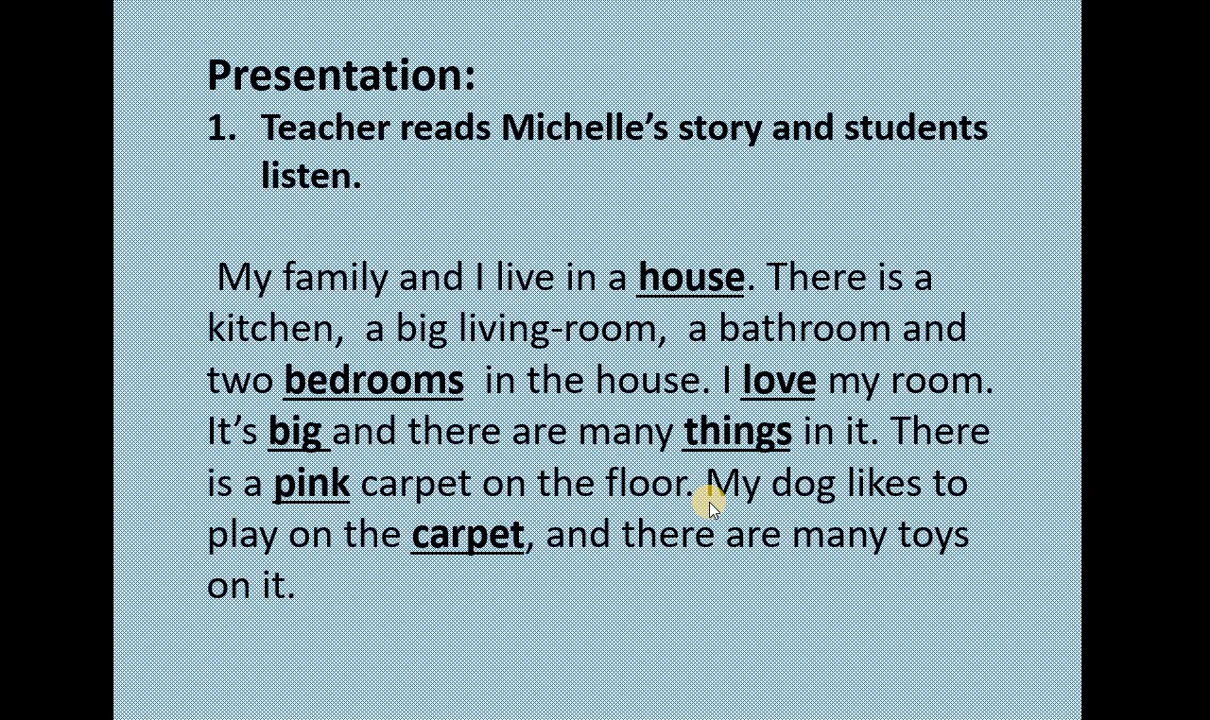 Presentation:
1. Teacher reads Michelle’s story and students
listen.
My family and I live in a house. There is a
kitchen, a big living-room, a bathroom and
two bedrooms in the house. I love my room.
It’s big and there are many things in it. There
is a pink carpet on the floor. My dog likes to
play on the carpet, and there are many toys
on it.